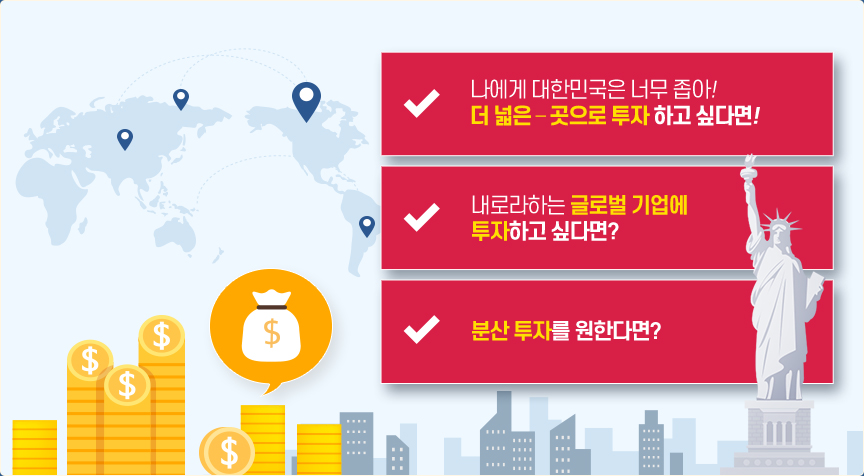 나에게 대한민국은 너무 좁아!
더 넓은 – 곳으로 투자 하고 싶다면!
내로라하는 글로벌 기업에
투자하고 싶다면?
분산 투자를 원한다면?
$
$
$
$
$